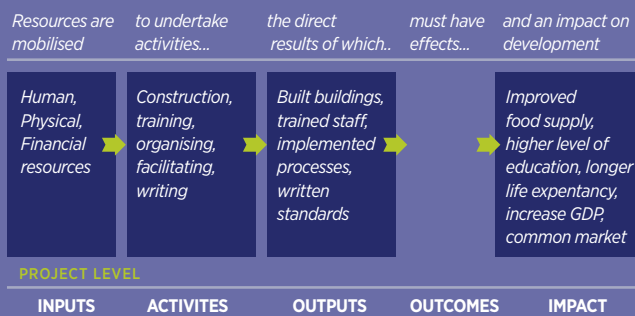 Resources are
mobilised
to undertake
activities...
the direct
results of which..
must have
effects...
and an impact on
development
Human,
Physical,
Financial
resources
Construction,
training,
organising,
facilitating,
writing
Built buildings,
trained staff,
implemented
processes,
written
standards
Improved
food supply,
higher level of
education, longer
life expentancy,
increase GDP,
common market
PROJECT LEVEL
INPUTS
ACTIVITES
OUTPUTS
OUTCOMES
IMPACT